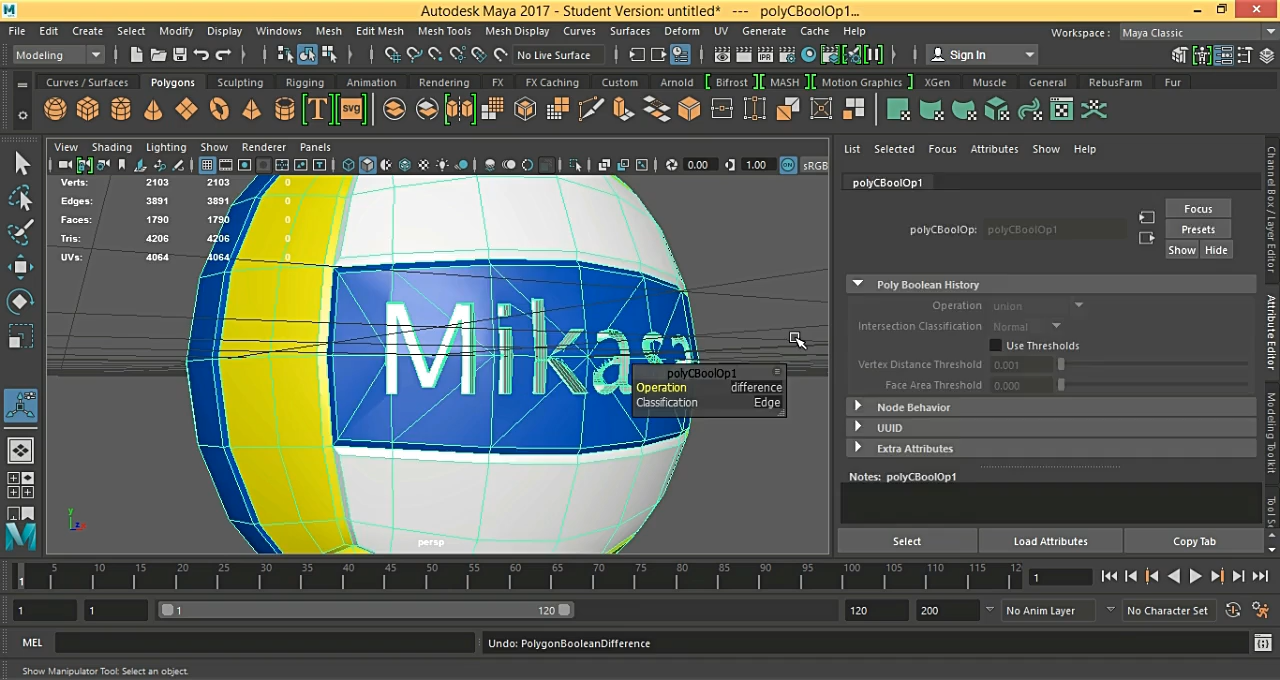 Autodesk Maya 2017 - Student Version: untitled*   ---   polyCBoolOp1...
File Edit Create Select Modify Display Windows Mesh Edit Mesh Mesh Tools Mesh Display Curves Surfaces Deform UV Generate Cache Help Workspace : Maya Classic
No Live Surface Sign In
Curves / Surfaces Polygons Sculpting Rigging Animation Rendering FX FX Caching Custom Arnold Bifrost MASH Motion Graphics XGen Muscle General RebusFarm Fur
Modeling
T svg
View Shading Lighting Show Renderer Panels
0.00 1.00 ON sRGB
Verts: 2103 2103 0
Edges: 3891 3891 0
Faces: 1790 1790 0
Tris: 4206 4206 0
UVs: 4064 4064 0
Mikasa
polyCBoolOp1
Operation difference
Classification Edge
persp
y
z
List Selected Focus Attributes Show Help
polyCBoolOp1
Focus
polyCBoolOp: polyCBoolOp1 Presets
Show Hide
Poly Boolean History
Operation union
Intersection Classification Normal
Use Thresholds
Vertex Distance Threshold 0.001
Face Area Threshold 0.000
Node Behavior
UUID
Extra Attributes
Notes: polyCBoolOp1
Select Load Attributes Copy Tab
Channel Box / Layer Editor
Attribute Editor
Modeling Toolkit
1 5 10 15 20 25 30 35 40 45 50 55 60 65 70 75 80 85 90 95 100 105 110 115 12
1
1 1 1 120 120 200 No Anim Layer No Character Set
MEL Undo: PolygonBooleanDifference
Show Manipulator Tool: Select an object.